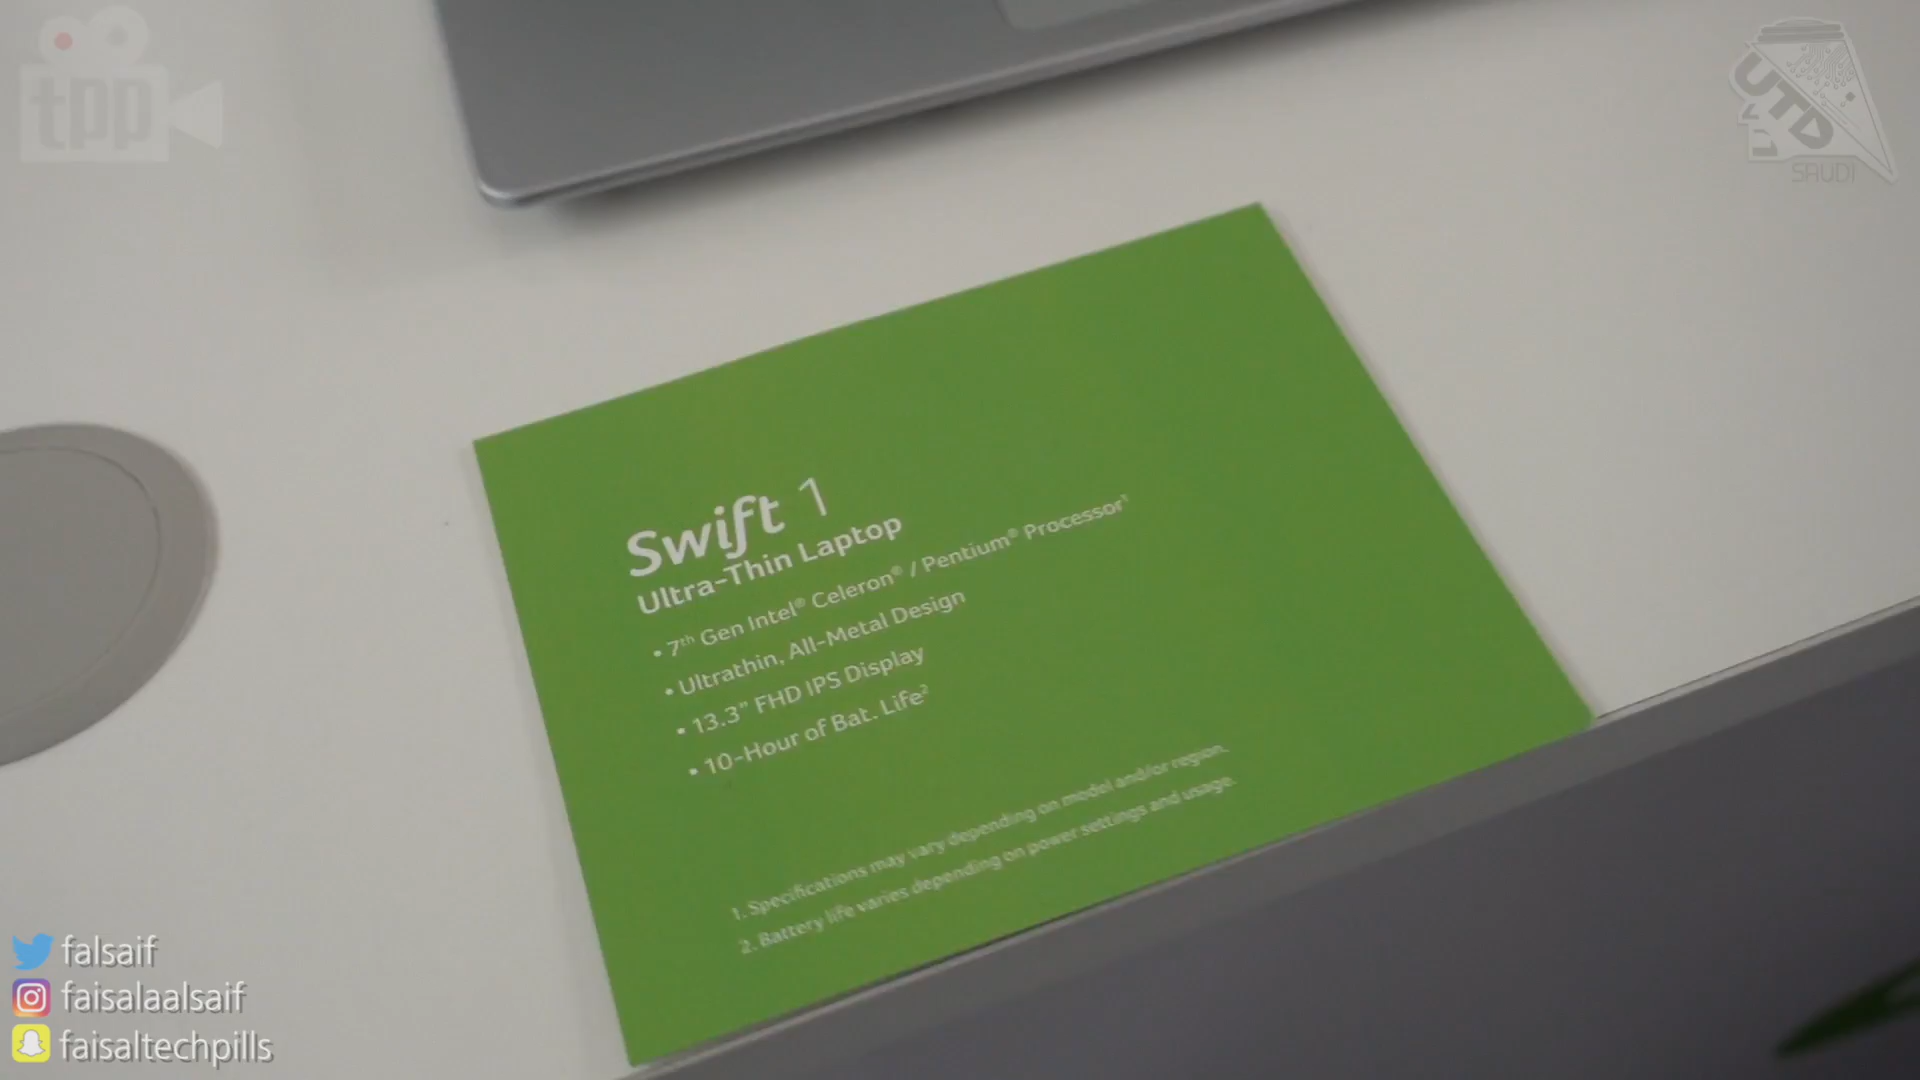 tpp
UTD
SAUDI
Swift 1
Ultra-Thin Laptop
• 7th Gen Intel® Celeron® / Pentium® Processor¹
• Ultrathin, All-Metal Design
• 13.3" FHD IPS Display
• 10-Hour of Bat. Life²
1. Specifications may vary depending on model and/or region.
2. Battery life varies depending on power settings and usage.
falsaif
faisalaalsaif
faisaltechpills